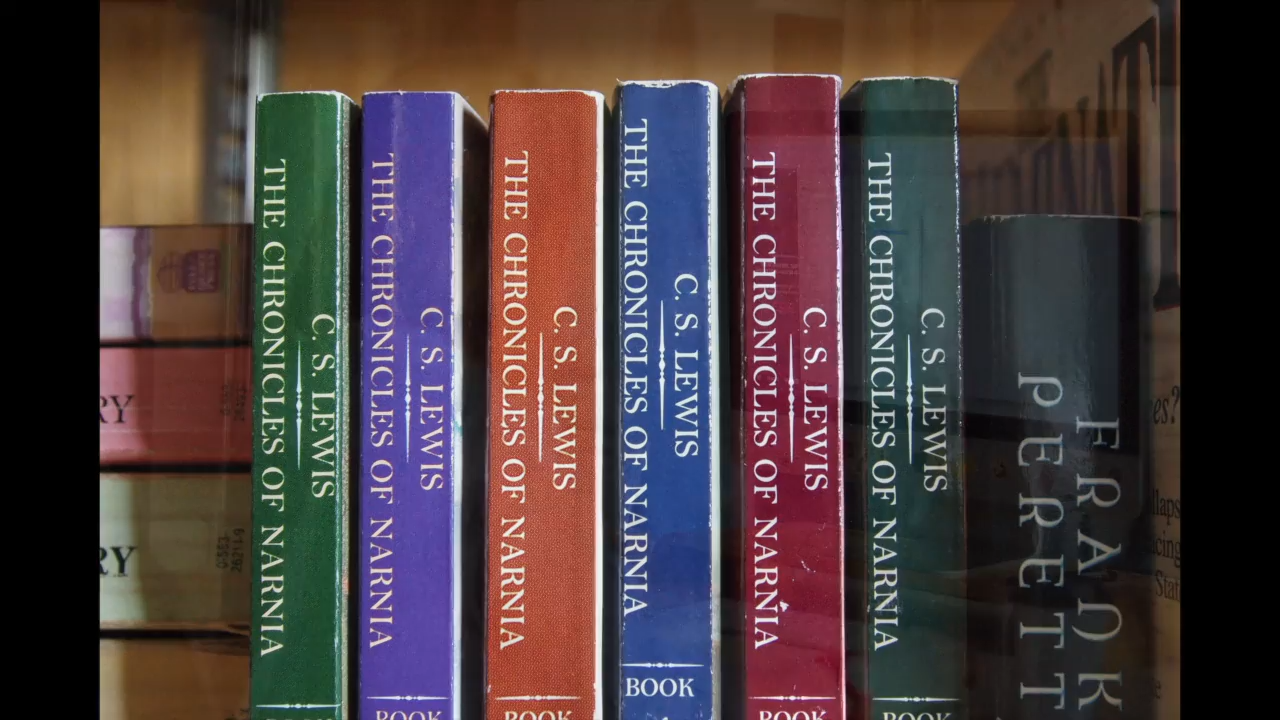 RY
RY
THE CHRONICLES OF NARNIA
C. S. LEWIS
BOOK
THE CHRONICLES OF NARNIA
C. S. LEWIS
BOOK
THE CHRONICLES OF NARNIA
C. S. LEWIS
BOOK
THE CHRONICLES OF NARNIA
C. S. LEWIS
BOOK
THE CHRONICLES OF NARNIA
C. S. LEWIS
BOOK
THE CHRONICLES OF NARNIA
C. S. LEWIS
BOOK
FRANK
PERETT